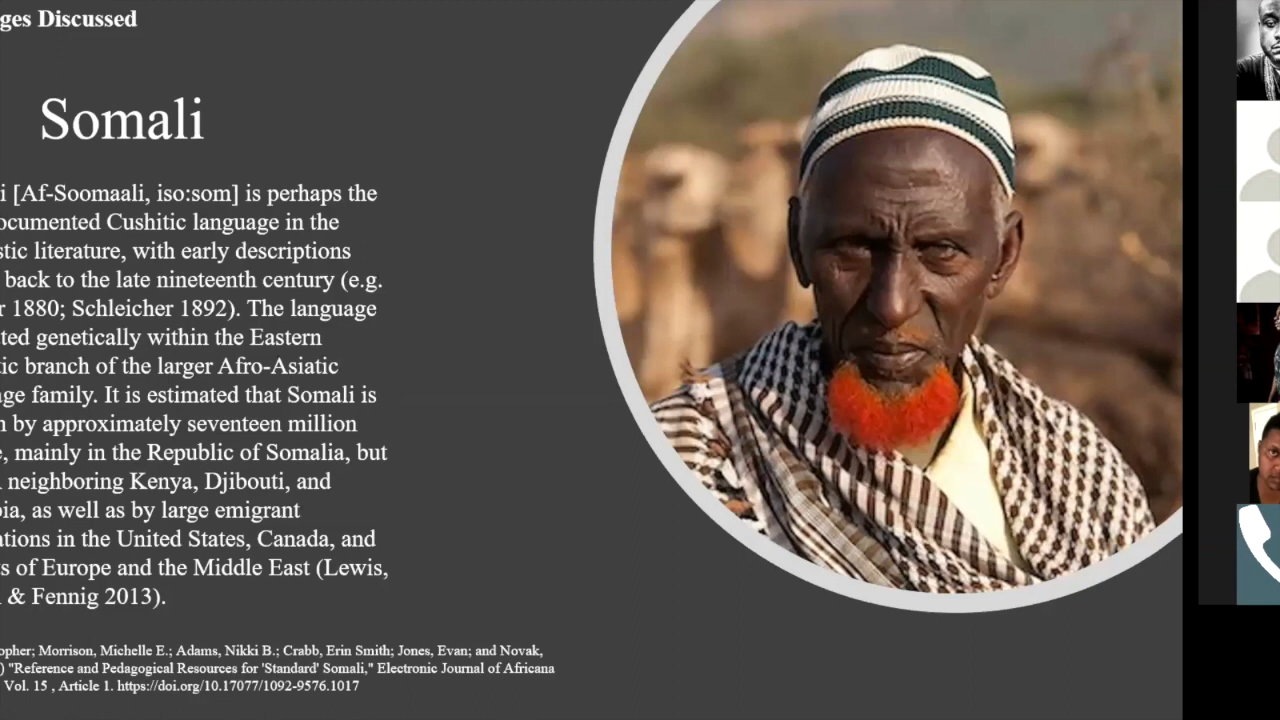 ges Discussed
Somali
i [Af-Soomaali, iso:som] is perhaps the
ocumented Cushitic language in the
stic literature, with early descriptions
back to the late nineteenth century (e.g.
r 1880; Schleicher 1892). The language
ted genetically within the Eastern
tic branch of the larger Afro-Asiatic
ge family. It is estimated that Somali is
n by approximately seventeen million
e, mainly in the Republic of Somalia, but
neighboring Kenya, Djibouti, and
ia, as well as by large emigrant
ations in the United States, Canada, and
s of Europe and the Middle East (Lewis,
& Fennig 2013).
opher; Morrison, Michelle E.; Adams, Nikki B.; Crabb, Erin Smith; Jones, Evan; and Novak,
) "Reference and Pedagogical Resources for 'Standard' Somali," Electronic Journal of Africana
Vol. 15 , Article 1. https://doi.org/10.17077/1092-9576.1017